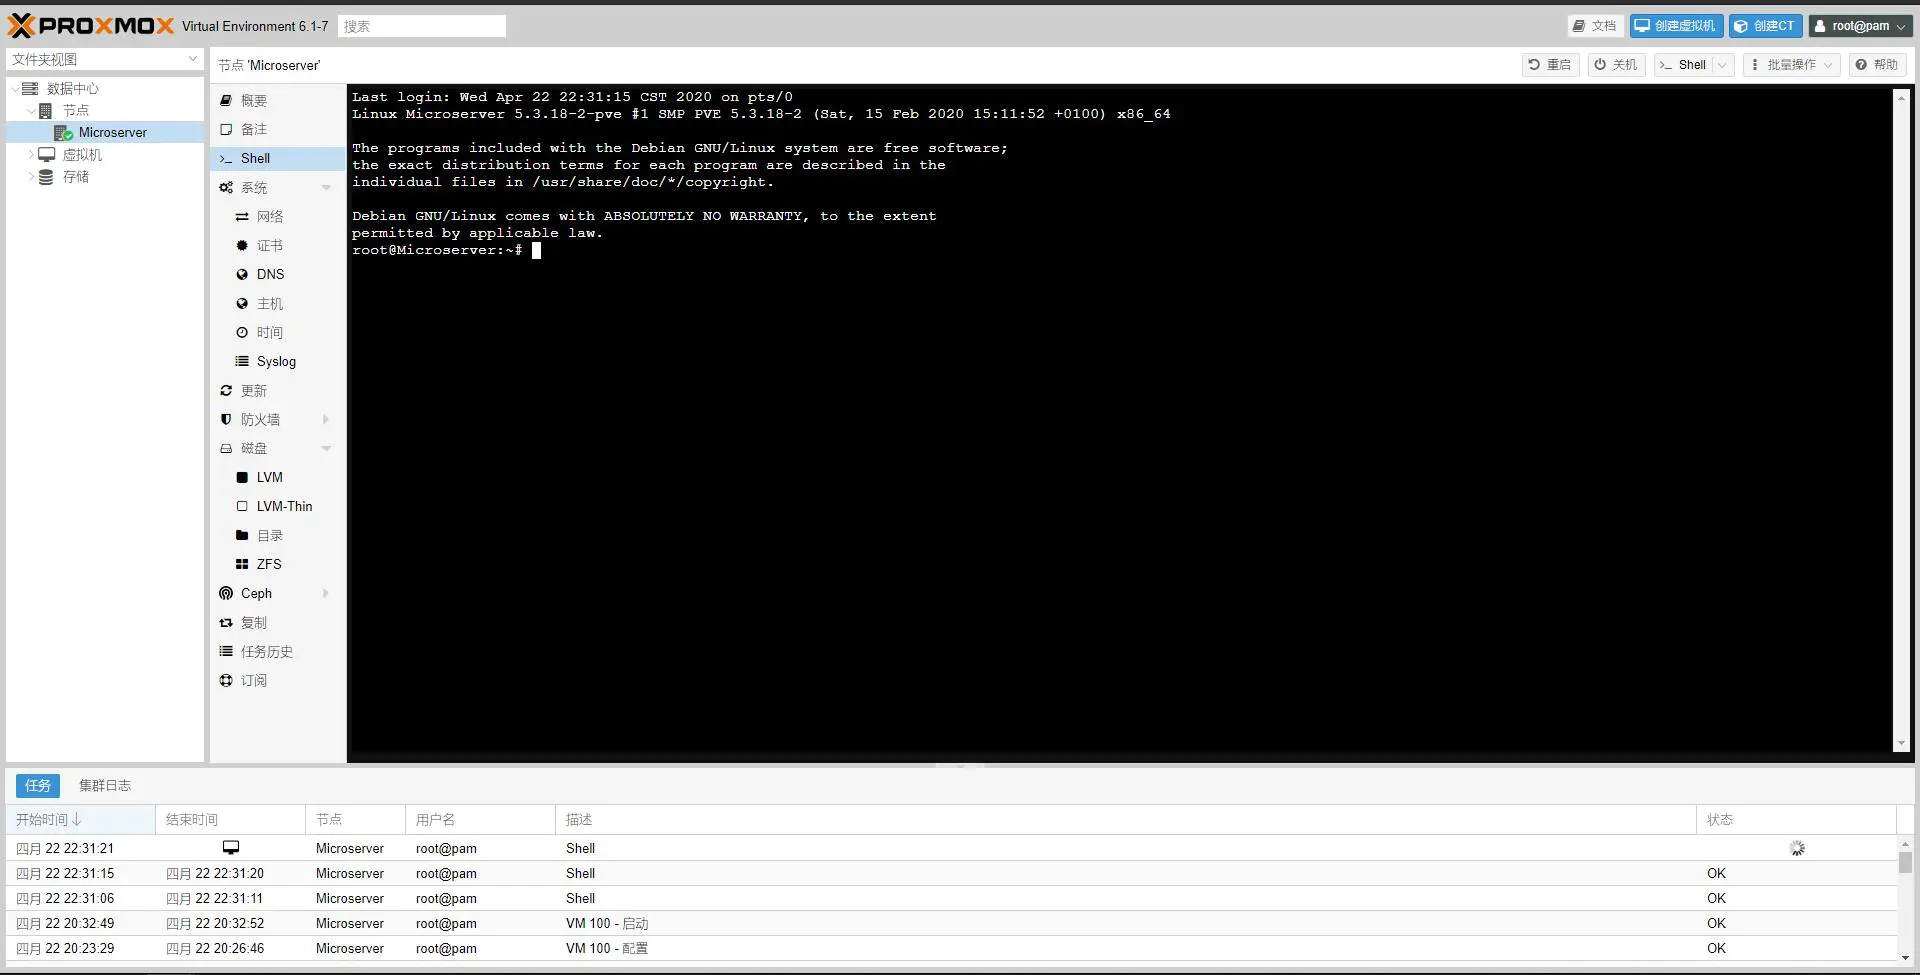 PROXMOX Virtual Environment 6.1-7 搜索 文档 创建虚拟机 创建CT root@pam
文件夹视图
数据中心
节点
Microserver
虚拟机
存储
节点 'Microserver' 重启 关机 Shell 批量操作 帮助
概要
备注
Shell
系统
网络
证书
DNS
主机
时间
Syslog
更新
防火墙
磁盘
LVM
LVM-Thin
目录
ZFS
Ceph
复制
任务历史
订阅
Last login: Wed Apr 22 22:31:15 CST 2020 on pts/0
Linux Microserver 5.3.18-2-pve #1 SMP PVE 5.3.18-2 (Sat, 15 Feb 2020 15:11:52 +0100) x86_64
The programs included with the Debian GNU/Linux system are free software;
the exact distribution terms for each program are described in the
individual files in /usr/share/doc/*/copyright.
Debian GNU/Linux comes with ABSOLUTELY NO WARRANTY, to the extent
permitted by applicable law.
root@Microserver:~#
任务 集群日志
开始时间 结束时间 节点 用户名 描述 状态
四月 22 22:31:21 Microserver root@pam Shell
四月 22 22:31:15 四月 22 22:31:20 Microserver root@pam Shell OK
四月 22 22:31:06 四月 22 22:31:11 Microserver root@pam Shell OK
四月 22 20:32:49 四月 22 20:32:52 Microserver root@pam VM 100 - 启动 OK
四月 22 20:23:29 四月 22 20:26:46 Microserver root@pam VM 100 - 配置 OK